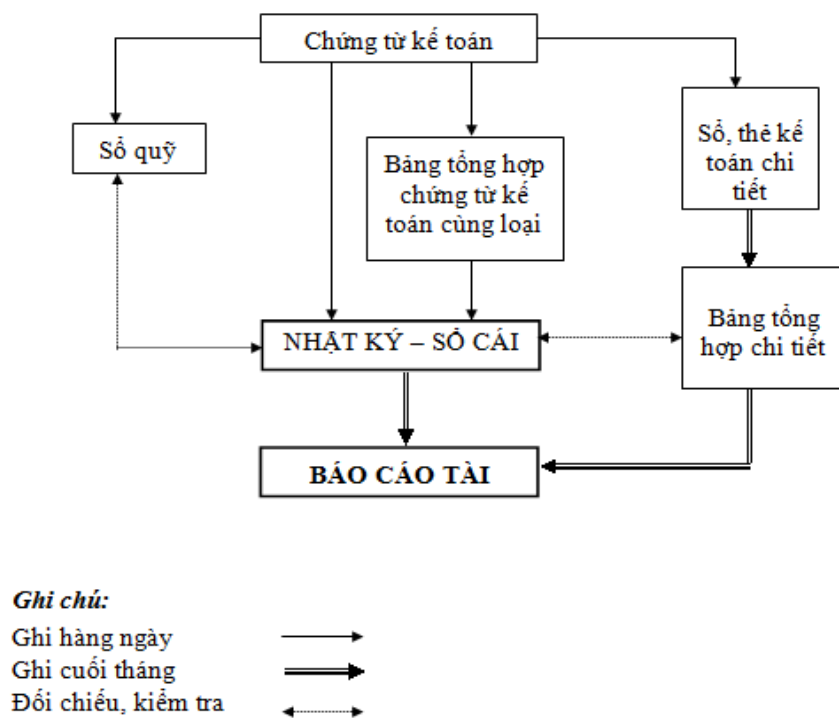 Chứng từ kế toán
Sổ quỹ
Bảng tổng hợp
chứng từ kế
toán cùng loại
Sổ, thẻ kế
toán chi
tiết
NHẬT KÝ – SỔ CÁI
Bảng tổng
hợp chi tiết
BÁO CÁO TÀI
Ghi chú:
Ghi hàng ngày
Ghi cuối tháng
Đối chiếu, kiểm tra